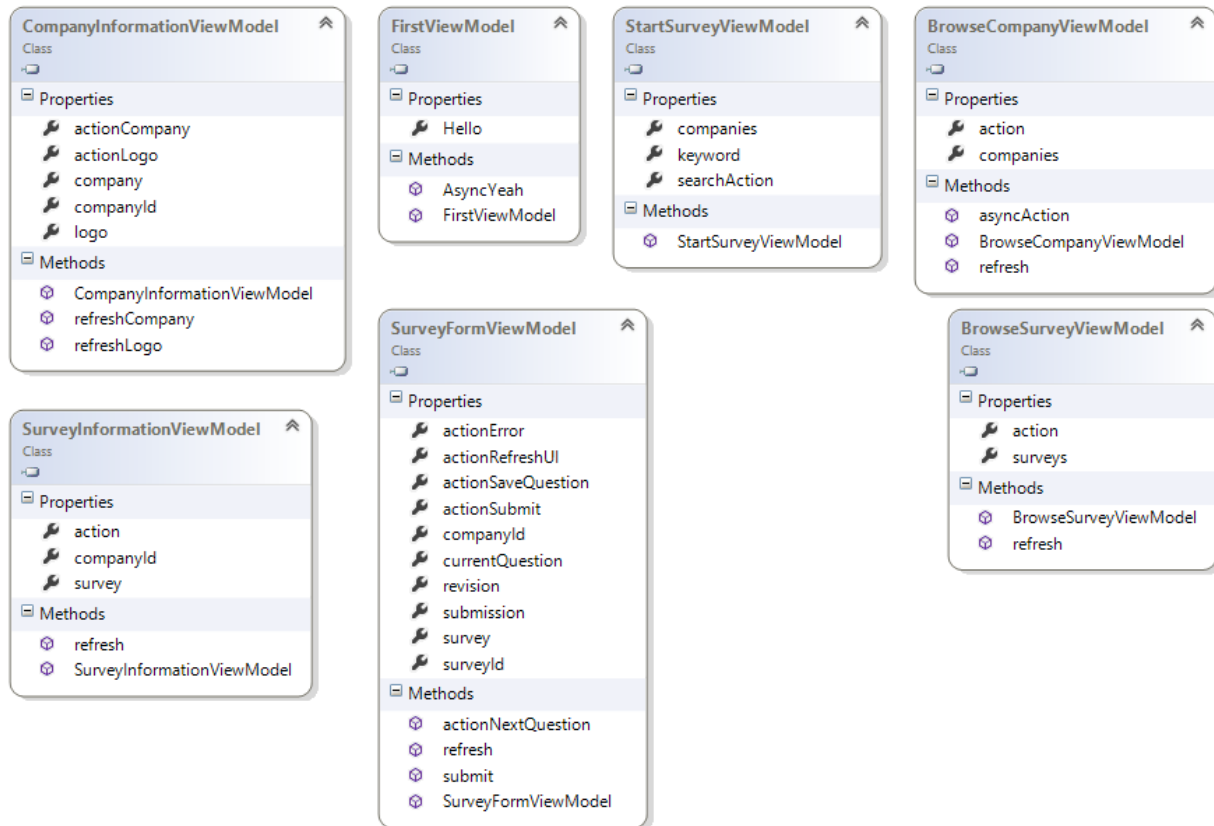 CompanyInformationViewModel
Class
Properties
actionCompany
actionLogo
company
companyId
logo
Methods
CompanyInformationViewModel
refreshCompany
refreshLogo
FirstViewModel
Class
Properties
Hello
Methods
AsyncYeah
FirstViewModel
StartSurveyViewModel
Class
Properties
companies
keyword
searchAction
Methods
StartSurveyViewModel
BrowseCompanyViewModel
Class
Properties
action
companies
Methods
asyncAction
BrowseCompanyViewModel
refresh
SurveyInformationViewModel
Class
Properties
action
companyId
survey
Methods
refresh
SurveyInformationViewModel
SurveyFormViewModel
Class
Properties
actionError
actionRefreshUI
actionSaveQuestion
actionSubmit
companyId
currentQuestion
revision
submission
survey
surveyId
Methods
actionNextQuestion
refresh
submit
SurveyFormViewModel
BrowseSurveyViewModel
Class
Properties
action
surveys
Methods
BrowseSurveyViewModel
refresh